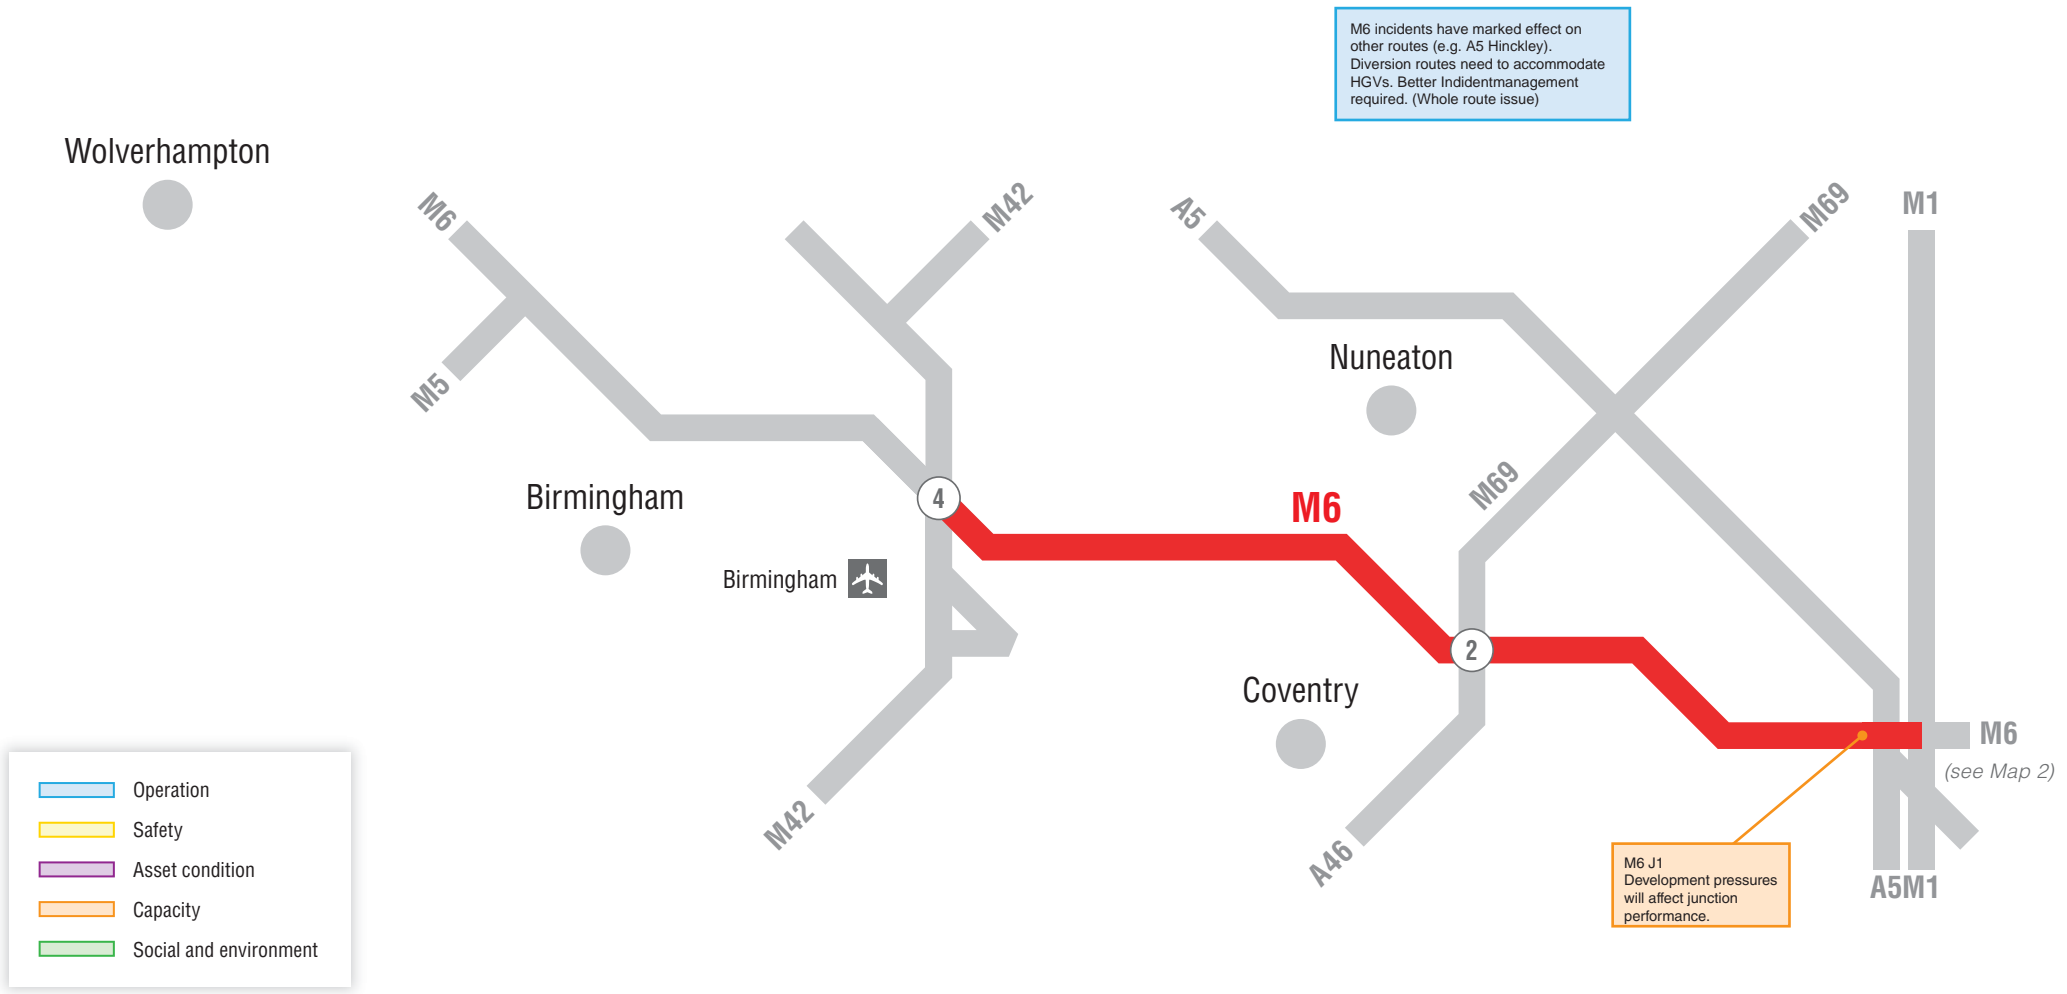 M6 incidents have marked effect on
other routes (e.g. A5 Hinckley).
Diversion routes need to accommodate
HGVs. Better Indidentmanagement
required. (Whole route issue)
Wolverhampton
M6
M42
A5
M69
M1
M5
Nuneaton
Birmingham
4
M6
M69
Birmingham
2
Coventry
M6
(see Map 2)
M42
A46
M6 J1
Development pressures
will affect junction
performance.
A5M1
Operation
Safety
Asset condition
Capacity
Social and environment